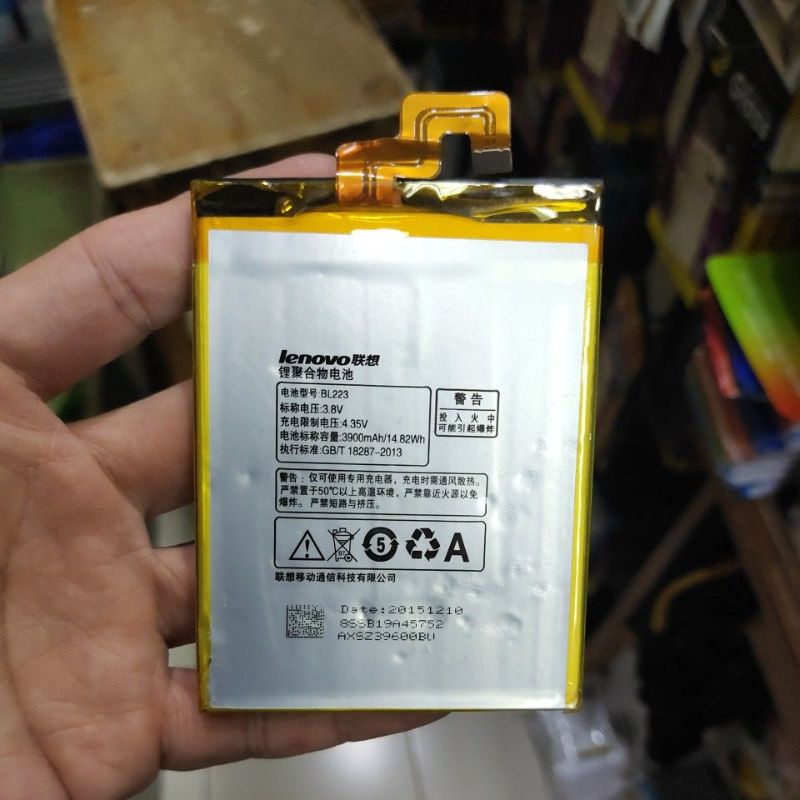 lenovo联想
锂聚合物电池
电池型号:BL223
标称电压:3.8V
充电限制电压:4.35V
电池标称容量:3900mAh/14.82Wh
执行标准:GB/T 18287-2013
警告
投入火中
可能引起爆炸
警告：仅可使用专用充电器，充电时需通风散热。
严禁置于50℃以上高温环境，严禁靠近火源以免
爆炸。严禁短路与挤压。
5
A
联想移动通信科技有限公司
Date:20151210
8SSB19A45752
AXSZ39600BU